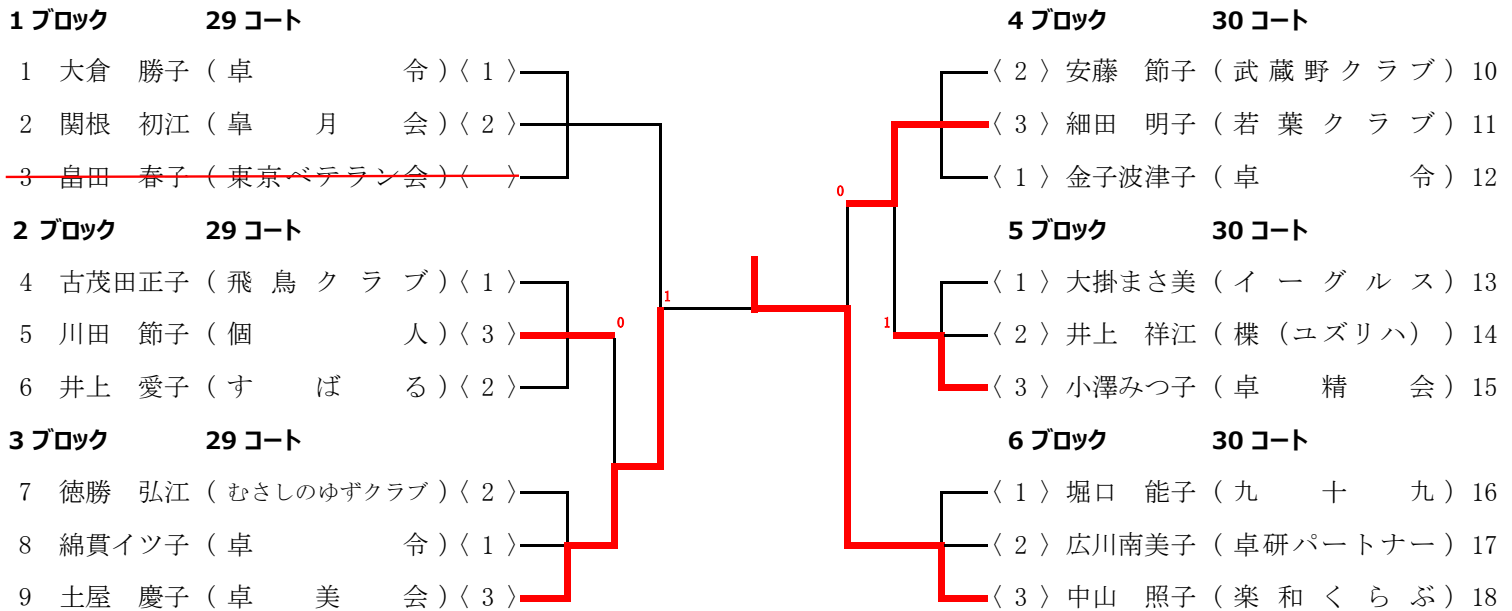 1 ブロック 29 コート
1 大倉 勝子 ( 卓 令 ) 〈 1 〉
2 関根 初江 ( 皐 月 会 ) 〈 2 〉
3 畠田 春子 ( 東京ベテラン会 ) 〈 〉
2 ブロック 29 コート
4 古茂田正子 ( 飛 鳥 ク ラ ブ ) 〈 1 〉
5 川田 節子 ( 個 人 ) 〈 3 〉
6 井上 愛子 ( す ば る ) 〈 2 〉
3 ブロック 29 コート
7 徳勝 弘江 ( むさしのゆずクラブ ) 〈 2 〉
8 綿貫イツ子 ( 卓 令 ) 〈 1 〉
9 土屋 慶子 ( 卓 美 会 ) 〈 3 〉
1
0
0
1
4 ブロック 30 コート
〈 2 〉 安藤 節子 ( 武 蔵 野 ク ラ ブ ) 10
〈 3 〉 細田 明子 ( 若 葉 ク ラ ブ ) 11
〈 1 〉 金子波津子 ( 卓 令 ) 12
5 ブロック 30 コート
〈 1 〉 大掛まさ美 ( イ ー グ ル ス ) 13
〈 2 〉 井上 祥江 ( 楪 （ユズリハ） ) 14
〈 3 〉 小澤みつ子 ( 卓 精 会 ) 15
6 ブロック 30 コート
〈 1 〉 堀口 能子 ( 九 十 九 ) 16
〈 2 〉 広川南美子 ( 卓研パートナー ) 17
〈 3 〉 中山 照子 ( 楽 和 く ら ぶ ) 18